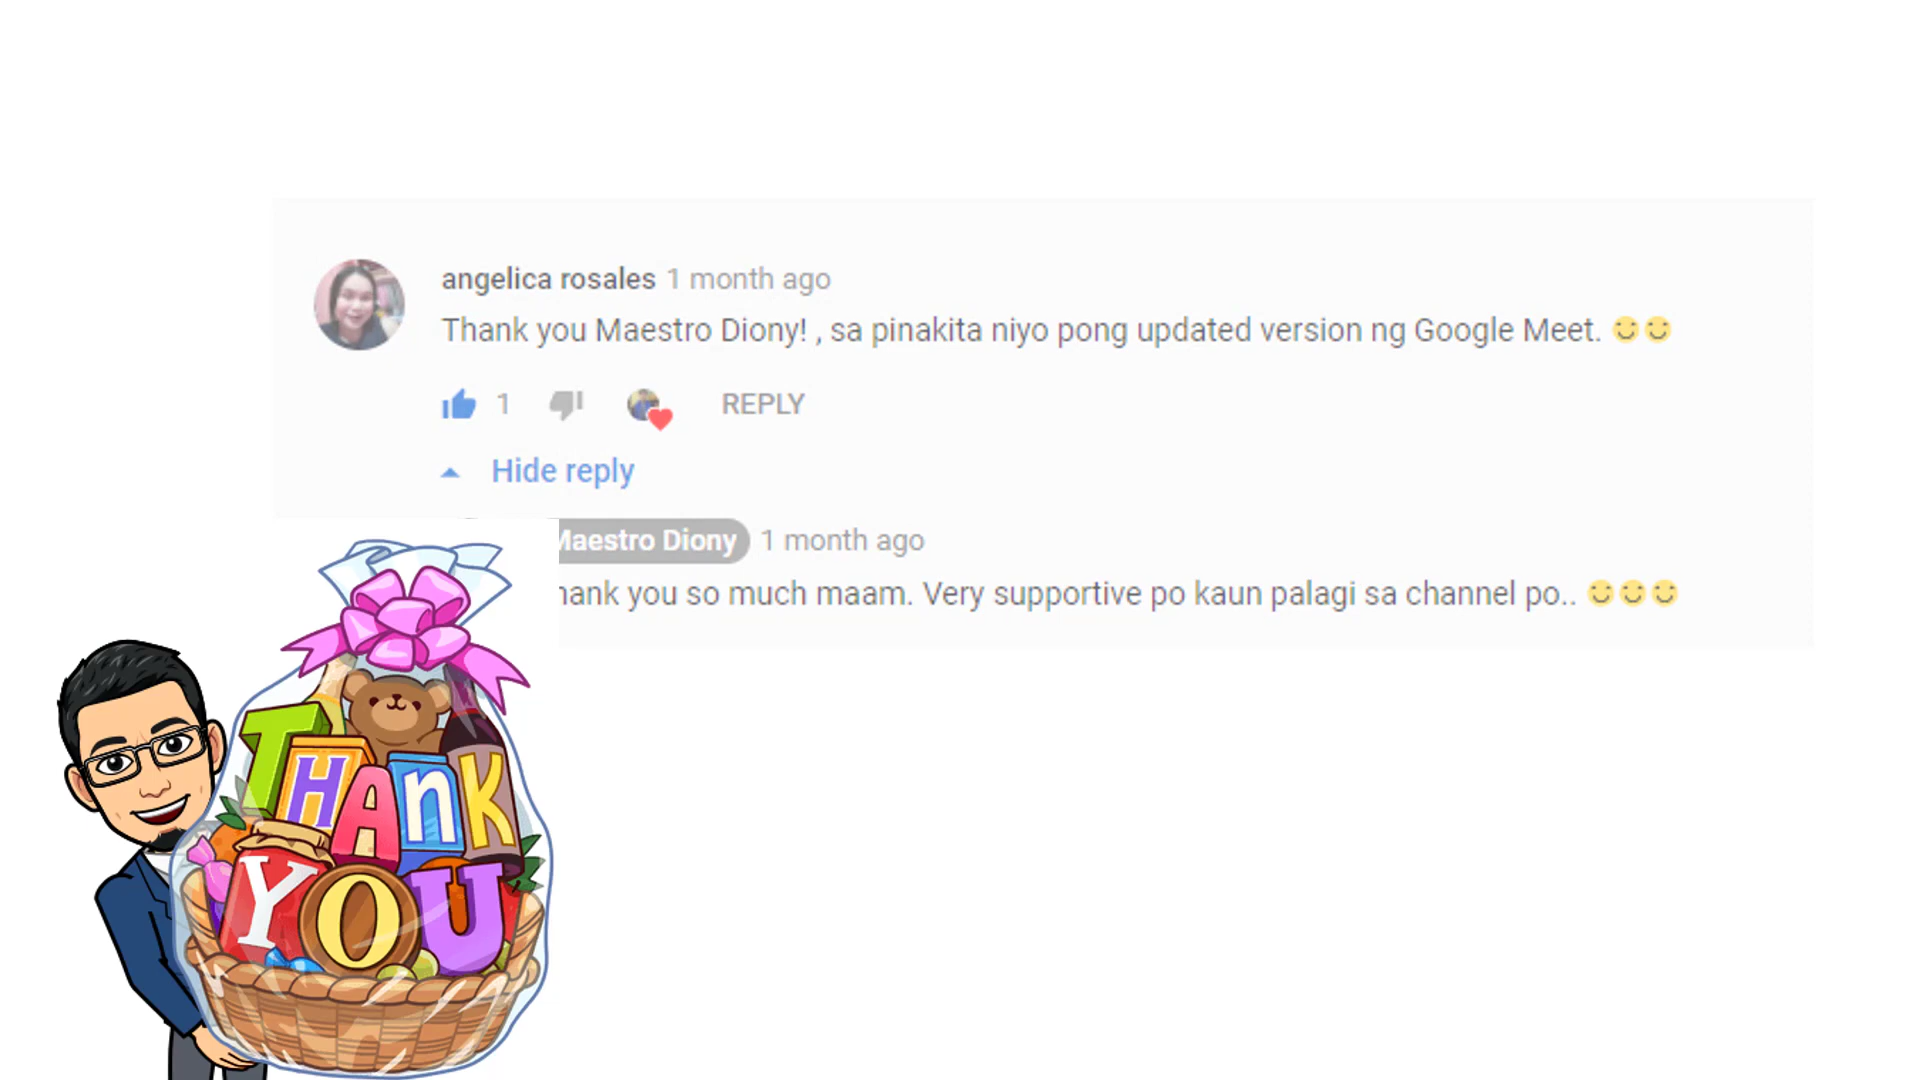 angelica rosales 1 month ago
Thank you Maestro Diony! , sa pinakita niyo pong updated version ng Google Meet. 😊😊
1 REPLY
Hide reply
Maestro Diony 1 month ago
hank you so much maam. Very supportive po kaun palagi sa channel po.. 😊😊😊
THANK
YOU